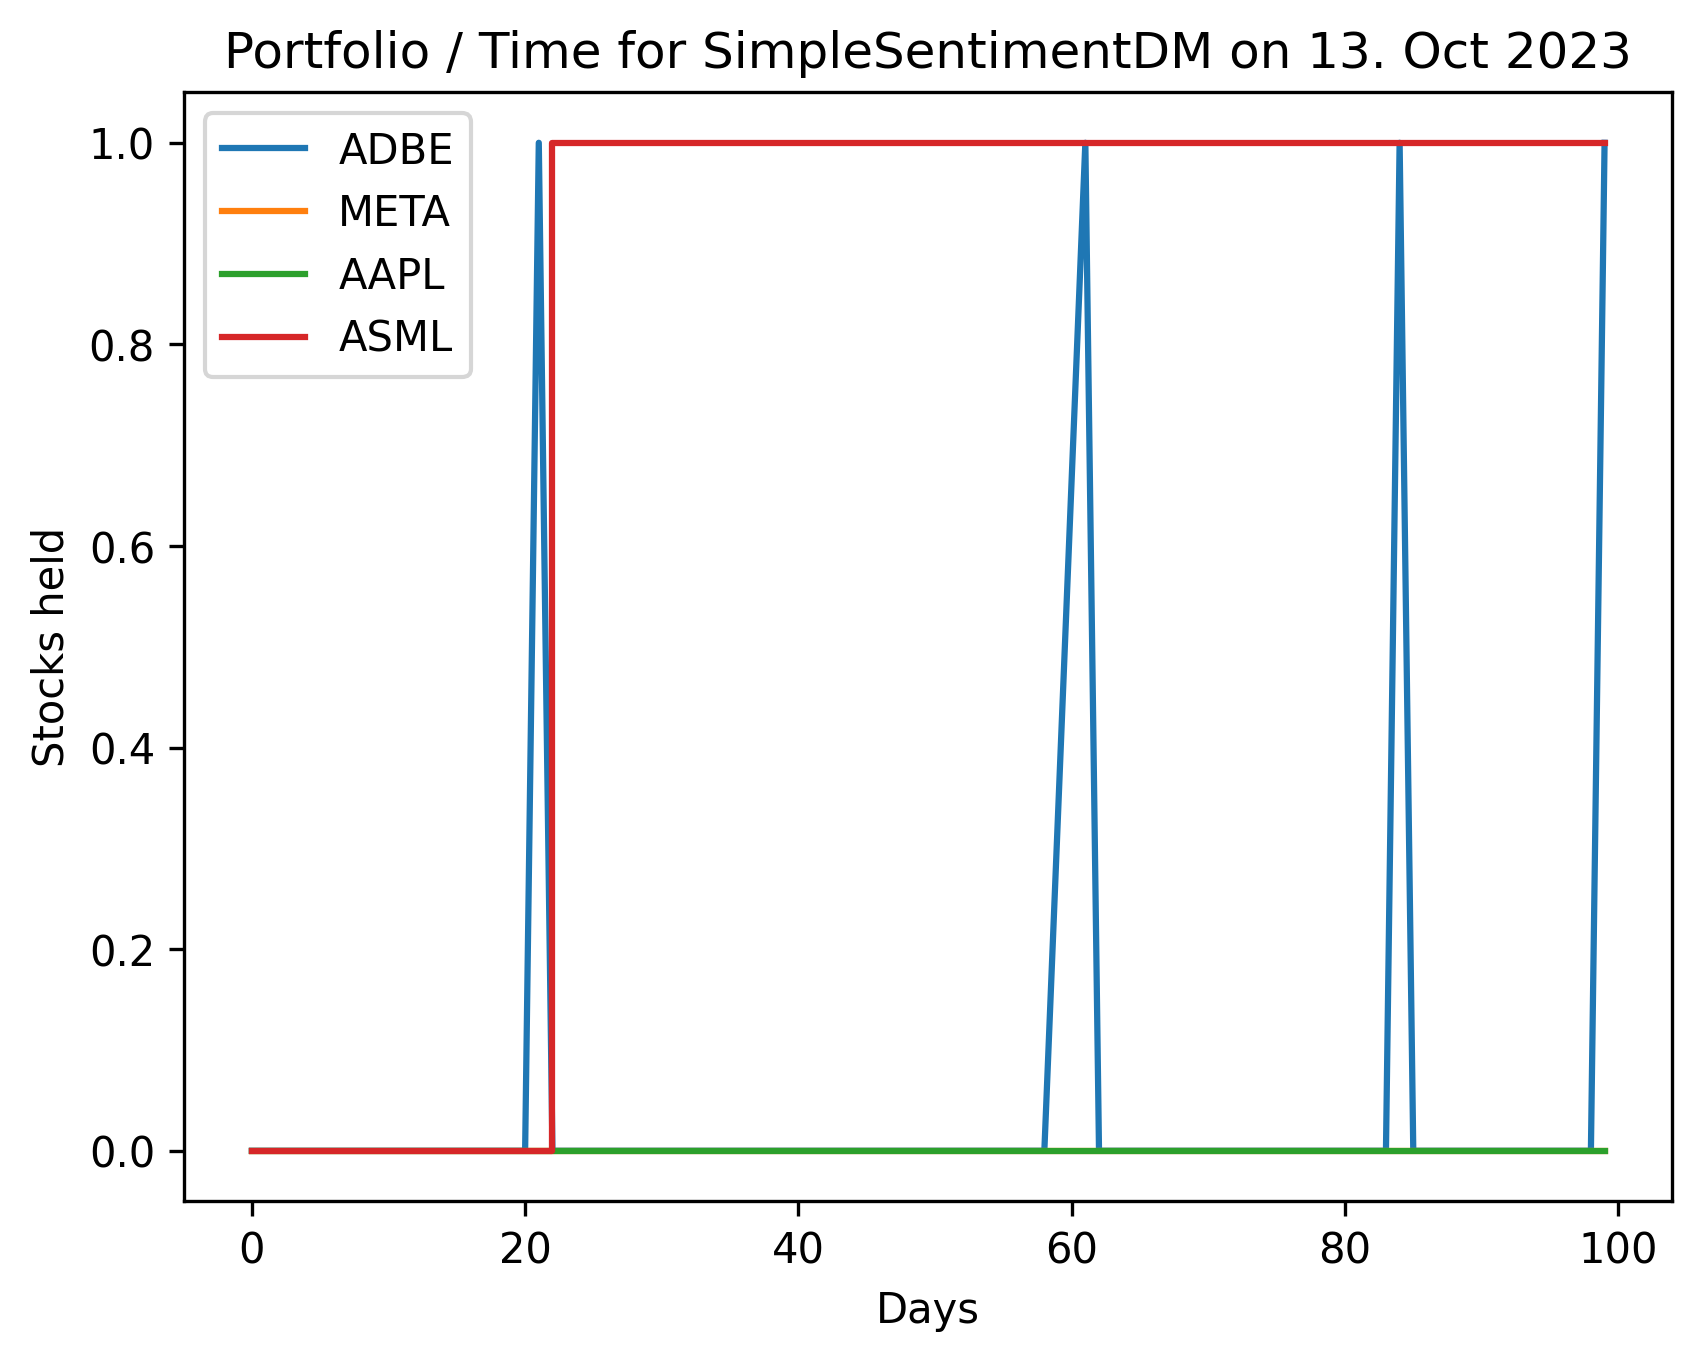 Portfolio / Time for SimpleSentimentDM on 13. Oct 2023
ADBE
META
AAPL
ASML
1.0
0.8
0.6
0.4
0.2
0.0
Stocks held
0 20 40 60 80 100
Days